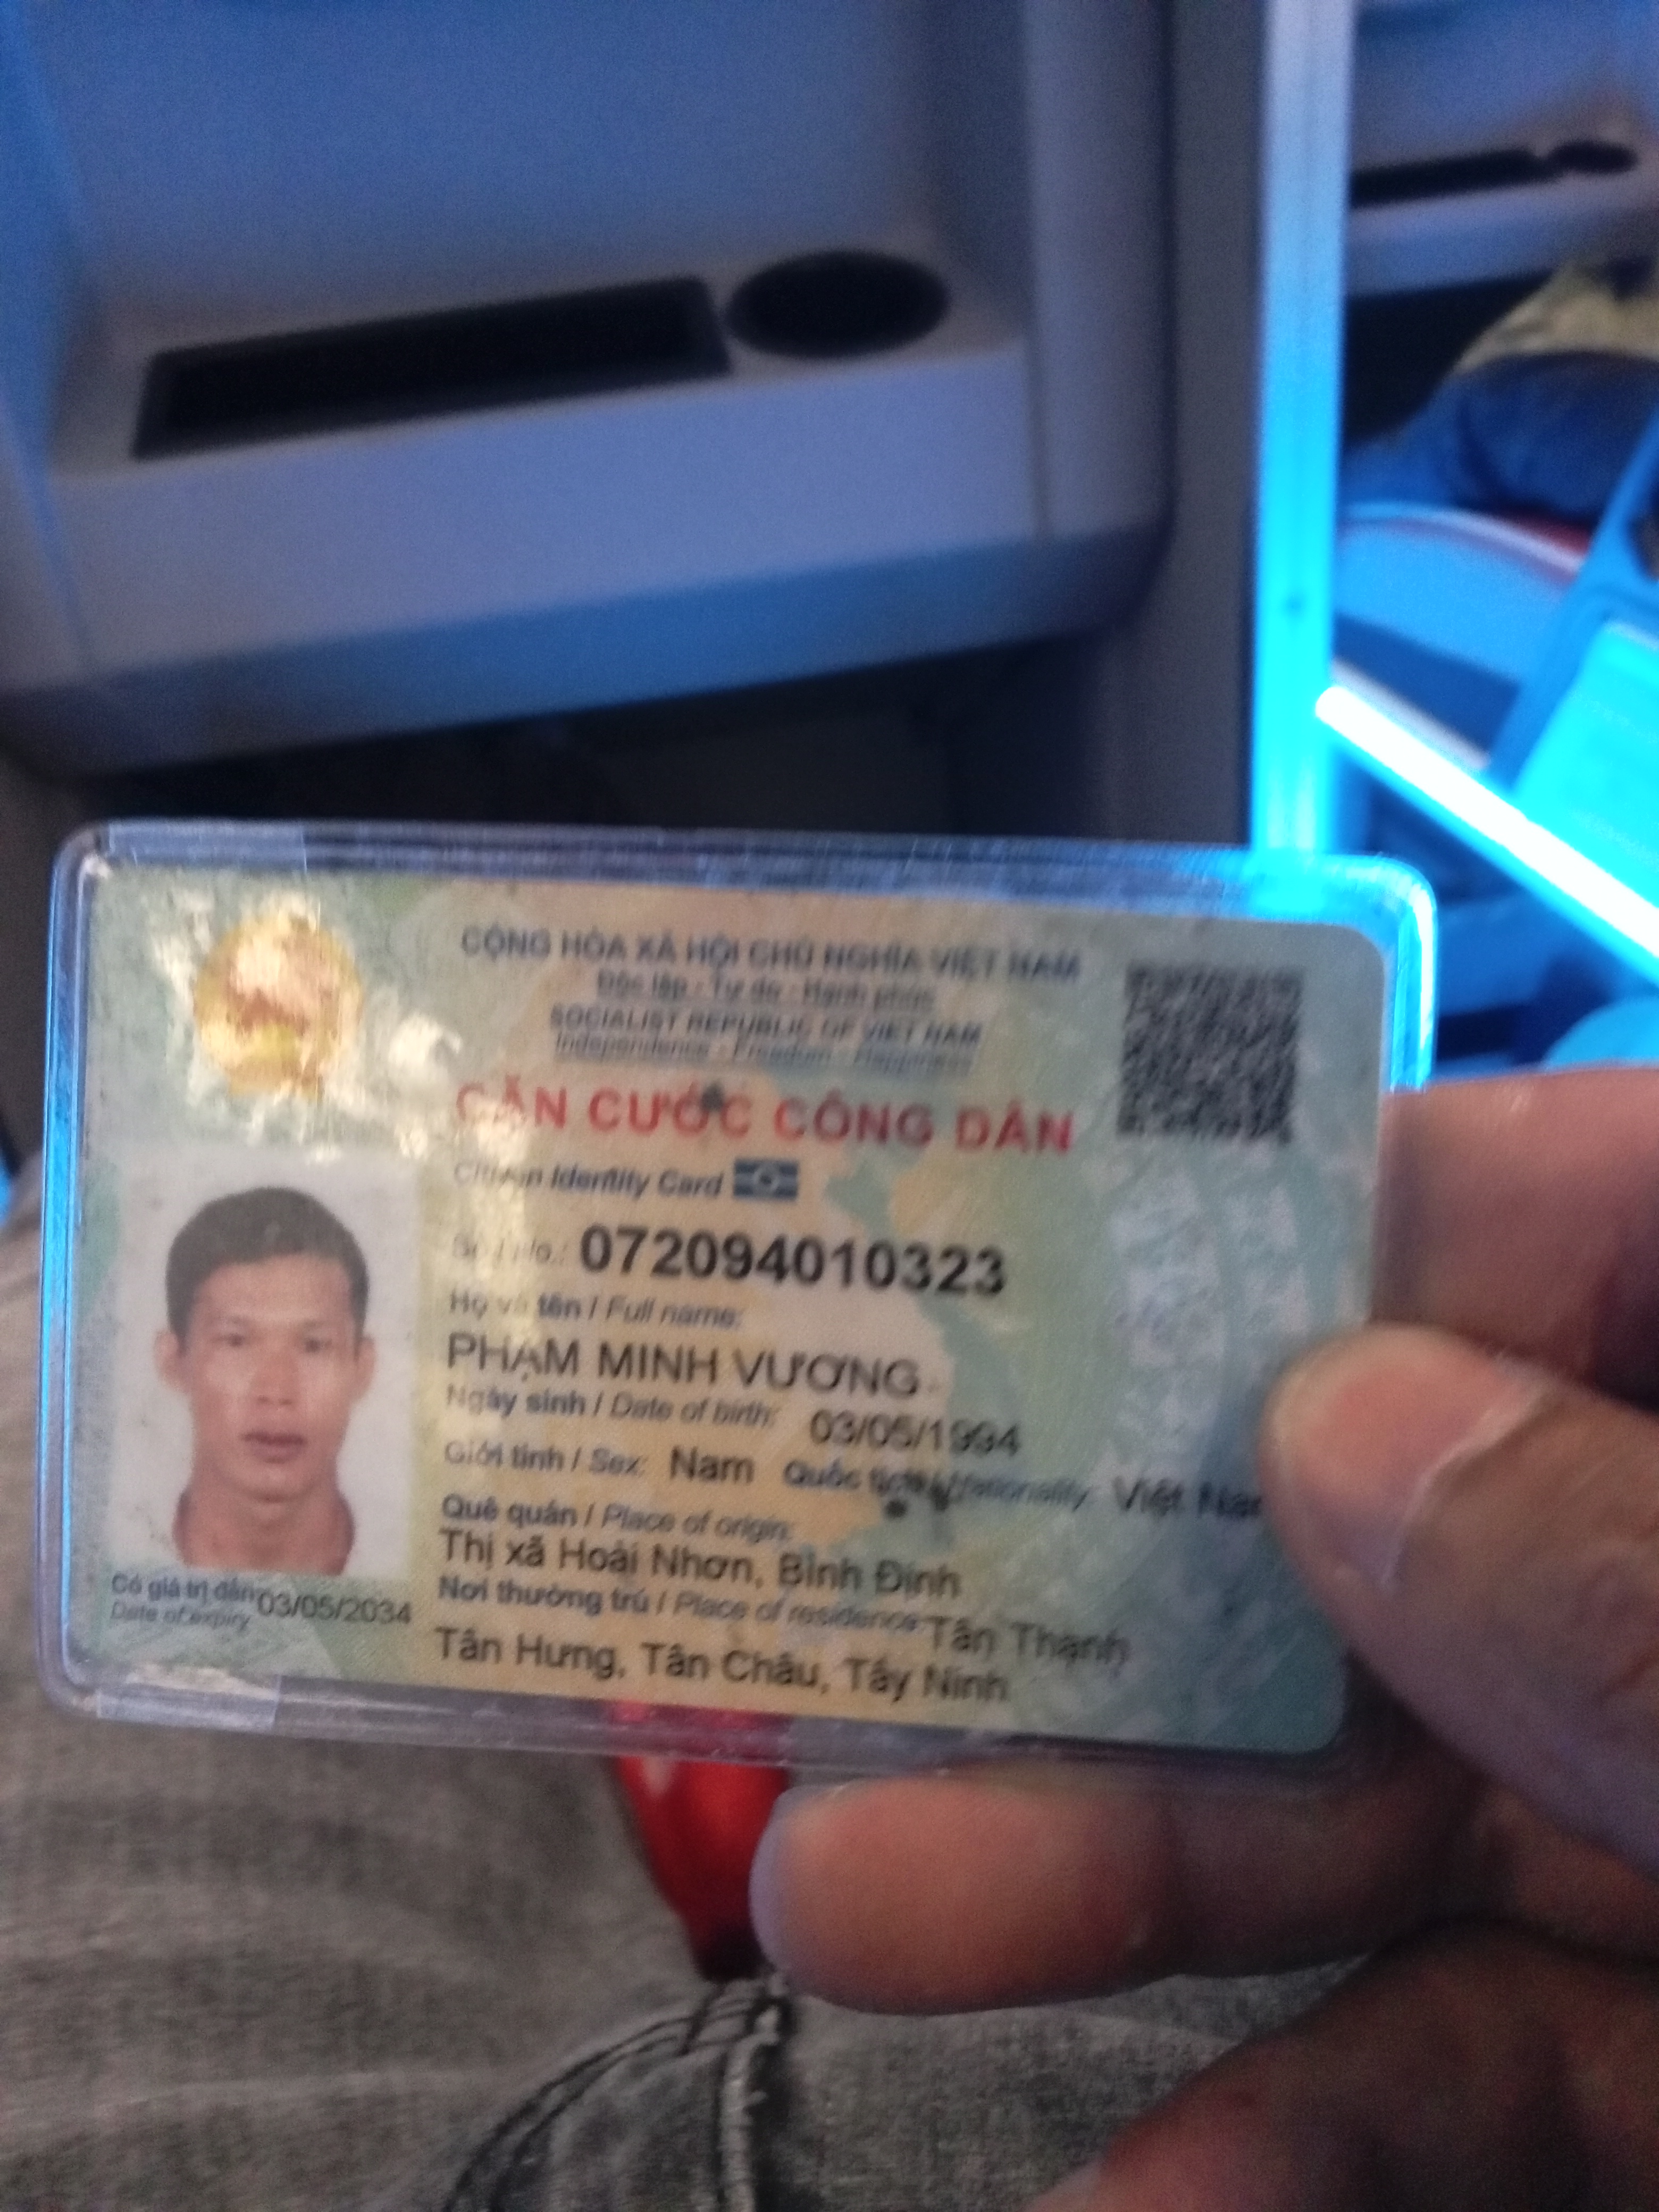 CỘNG HÒA XÃ HỘI CHỦ NGHĨA VIỆT NAM
Độc lập - Tự do - Hạnh phúc
SOCIALIST REPUBLIC OF VIET NAM
Independence - Freedom - Happiness
CĂN CƯỚC CÔNG DÂN
Citizen Identity Card
Số / No.: 072094010323
Họ và tên / Full name:
PHẠM MINH VƯƠNG
Ngày sinh / Date of birth: 03/05/1994
Giới tính / Sex: Nam Quốc tịch / Nationality: Việt Nam
Quê quán / Place of origin:
Thị xã Hoài Nhơn, Bình Định
Nơi thường trú / Place of residence: Tân Thạnh
Tân Hưng, Tân Châu, Tây Ninh
Có giá trị đến: 03/05/2034
Date of expiry